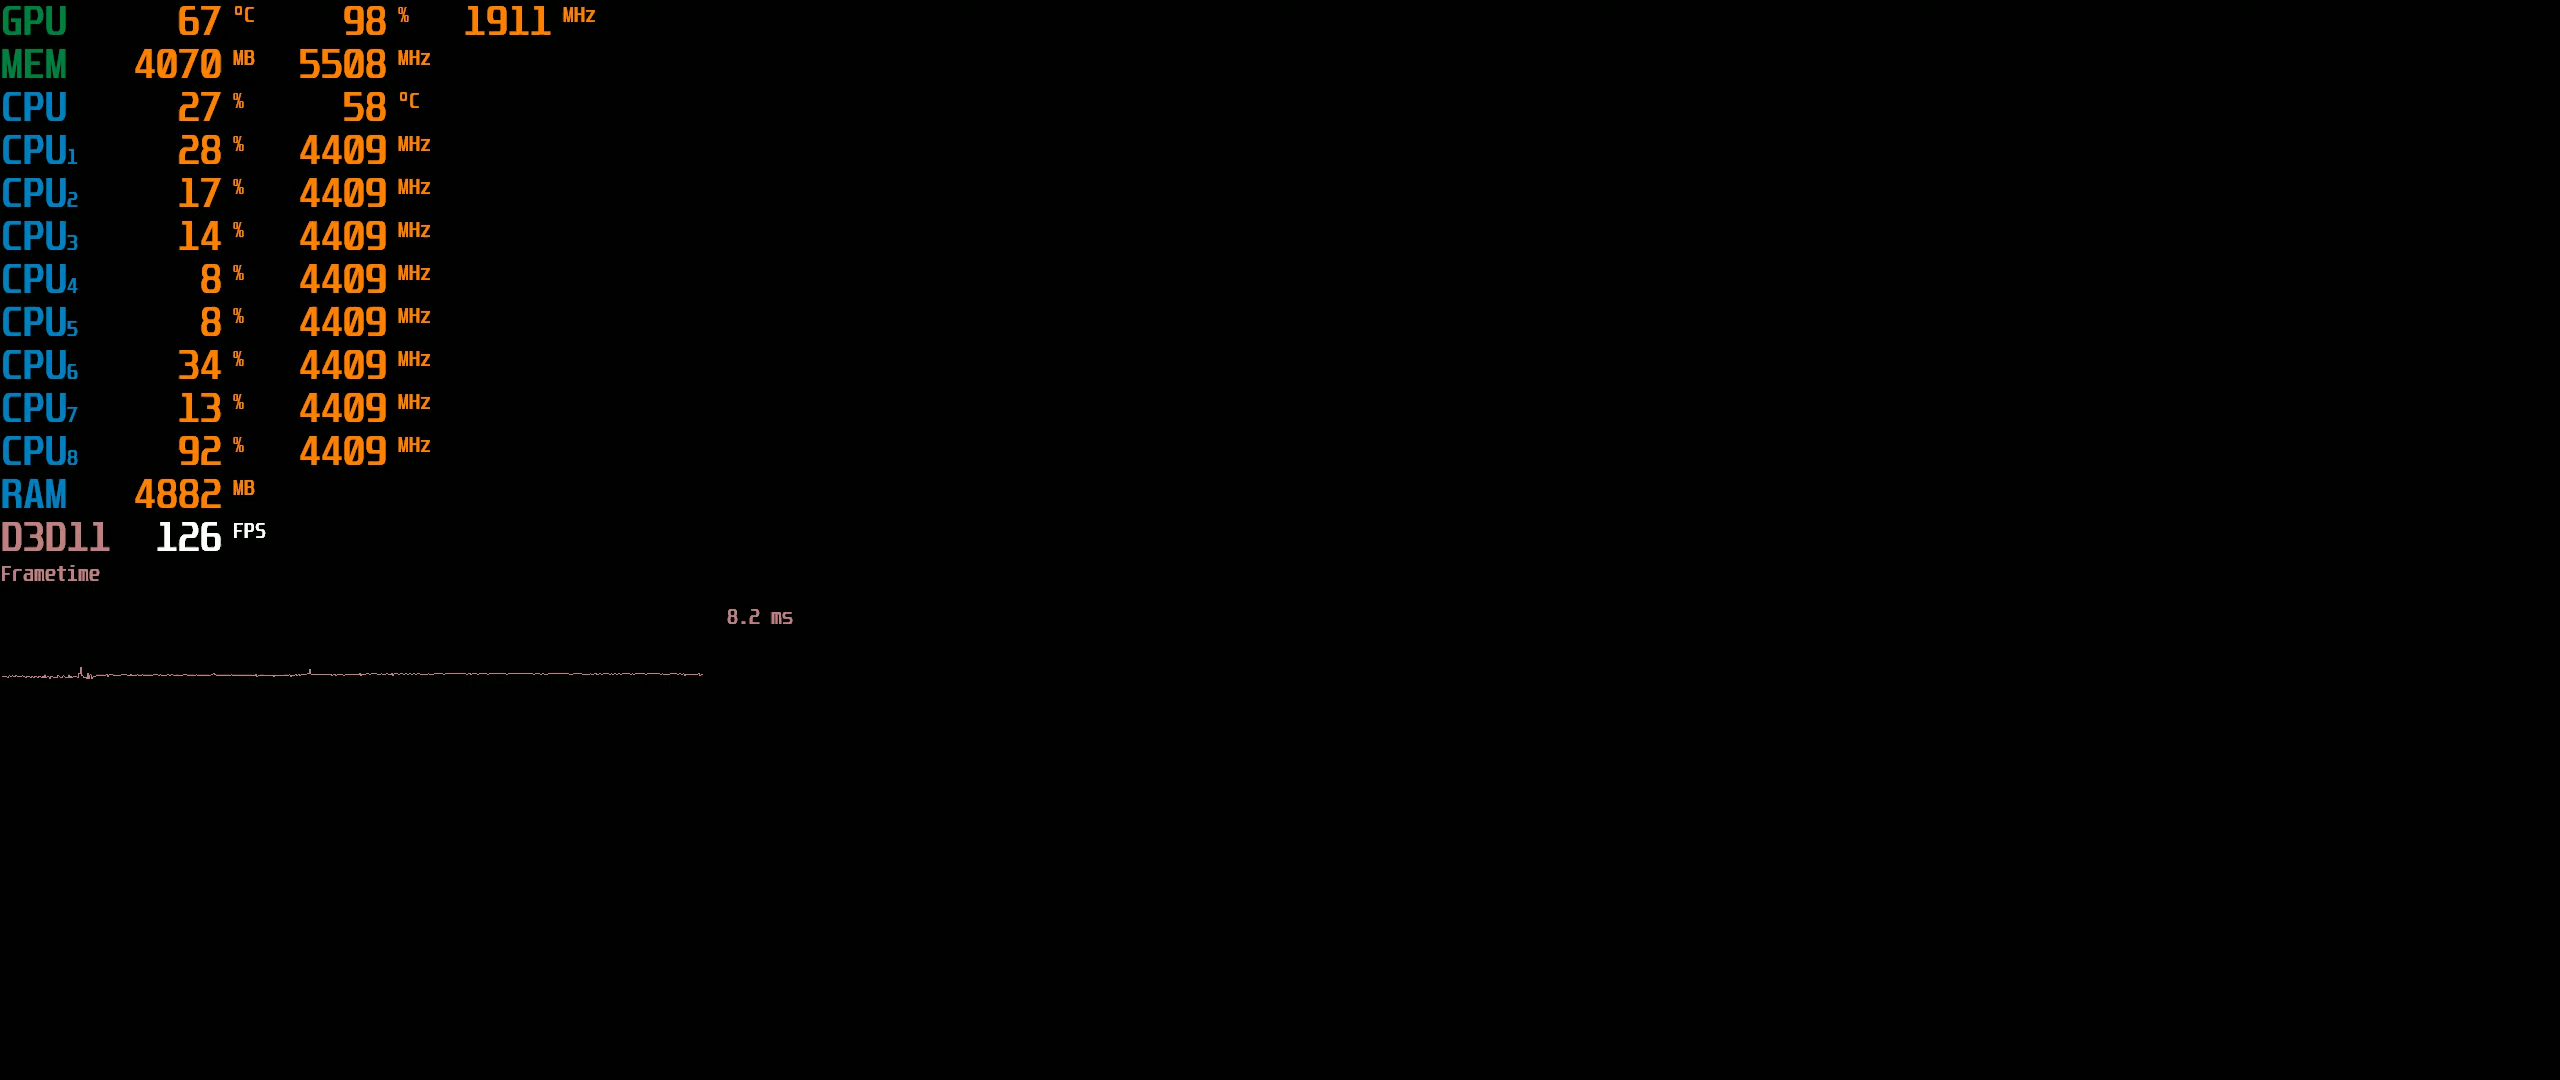 GPU 67 °C 98 % 1911 MHz
MEM 4070 MB 5508 MHz
CPU 27 % 58 °C
CPU1 28 % 4409 MHz
CPU2 17 % 4409 MHz
CPU3 14 % 4409 MHz
CPU4 8 % 4409 MHz
CPU5 8 % 4409 MHz
CPU6 34 % 4409 MHz
CPU7 13 % 4409 MHz
CPU8 92 % 4409 MHz
RAM 4882 MB
D3D11 126 FPS
Frametime
8.2 ms